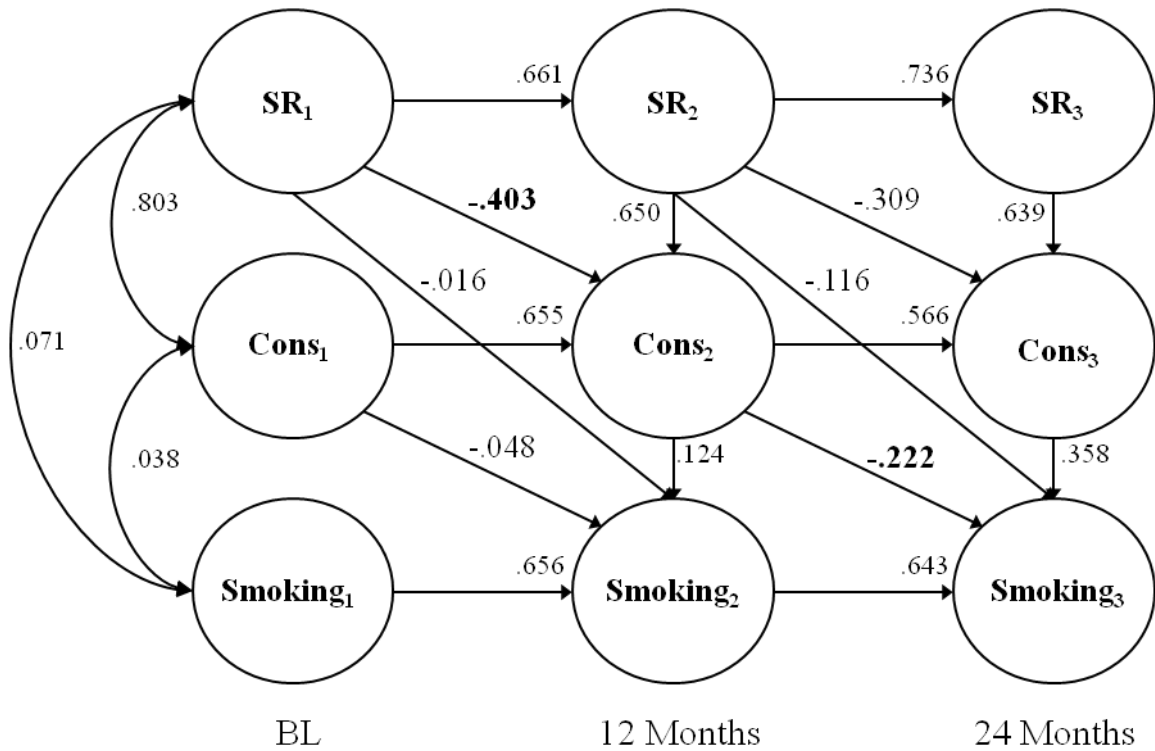 .661
.736
SR₁
SR₂
SR₃
.803
-.403
.650
-.309
.639
-.016
-.116
.071
.655
.566
Cons₁
Cons₂
Cons₃
.038
-.048
.124
-.222
.358
.656
.643
Smoking₁
Smoking₂
Smoking₃
BL
12 Months
24 Months